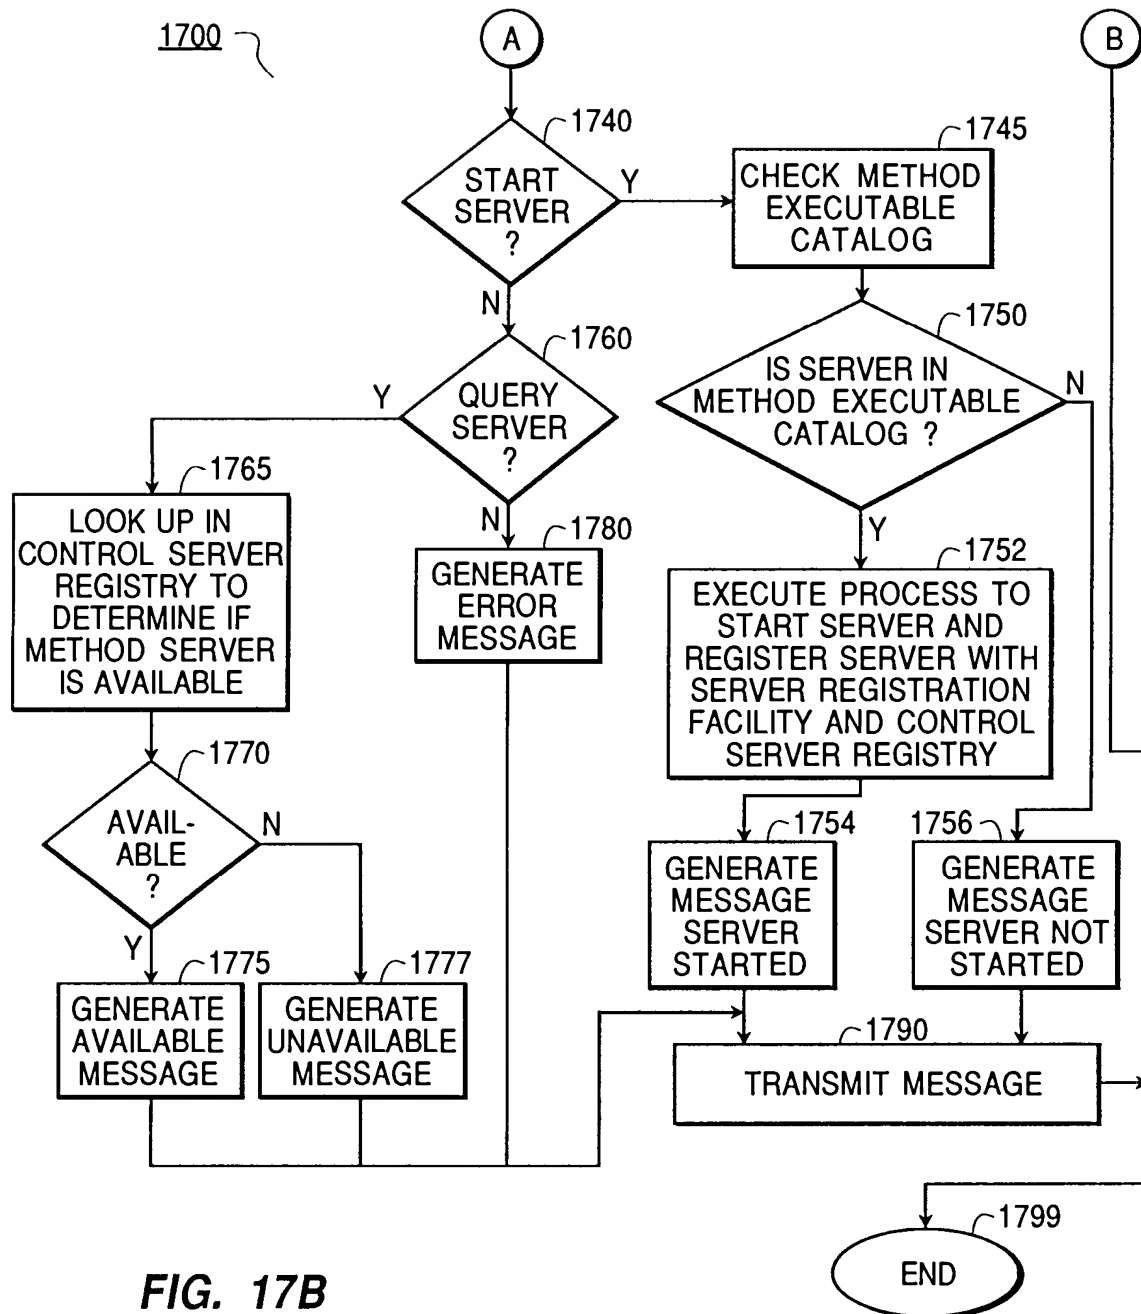 1700
A
B
1740
START
SERVER
?
Y
N
1745
CHECK METHOD
EXECUTABLE
CATALOG
1750
IS SERVER IN
METHOD EXECUTABLE
CATALOG ?
N
Y
1760
QUERY
SERVER
?
Y
N
1765
LOOK UP IN
CONTROL SERVER
REGISTRY TO
DETERMINE IF
METHOD SERVER
IS AVAILABLE
1780
GENERATE
ERROR
MESSAGE
1752
EXECUTE PROCESS TO
START SERVER AND
REGISTER SERVER WITH
SERVER REGISTRATION
FACILITY AND CONTROL
SERVER REGISTRY
1770
AVAIL-
ABLE
?
N
Y
1754
GENERATE
MESSAGE
SERVER
STARTED
1756
GENERATE
MESSAGE
SERVER NOT
STARTED
1775
GENERATE
AVAILABLE
MESSAGE
1777
GENERATE
UNAVAILABLE
MESSAGE
1790
TRANSMIT MESSAGE
1799
END
FIG. 17B